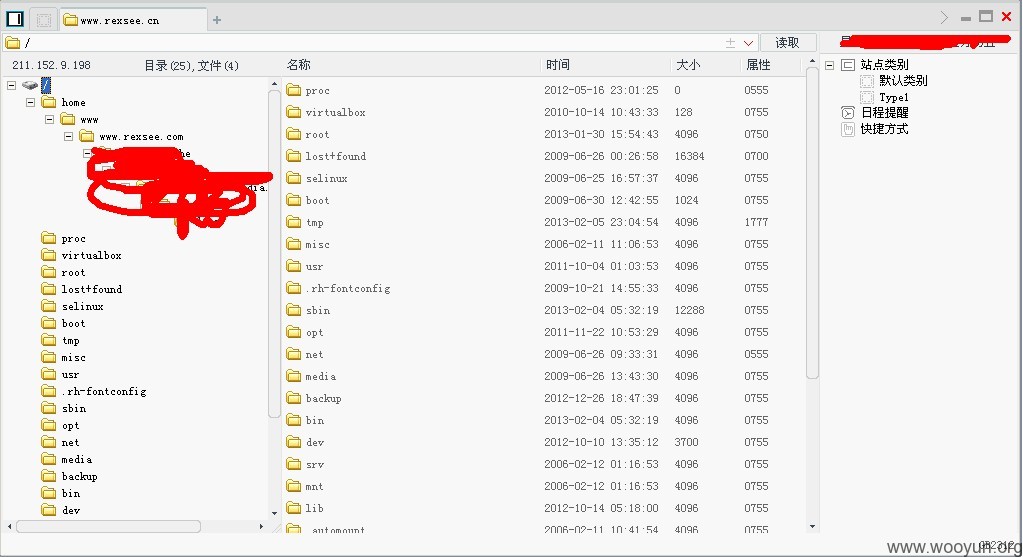 www.rexsee.cn
/
读取
211.152.9.198
目录(25),文件(4)
/
home
www
www.rexsee.com
he
dia.
proc
virtualbox
root
lost+found
selinux
boot
tmp
misc
usr
.rh-fontconfig
sbin
opt
net
media
backup
bin
dev
名称 时间 大小 属性
proc 2012-05-16 23:01:25 0 0555
virtualbox 2010-10-14 10:43:33 128 0755
root 2013-01-30 15:54:43 4096 0750
lost+found 2009-06-26 00:26:58 16384 0700
selinux 2009-06-25 16:57:37 4096 0755
boot 2009-06-30 12:42:55 1024 0755
tmp 2013-02-05 23:04:54 4096 1777
misc 2006-02-11 11:06:53 4096 0755
usr 2011-10-04 01:03:53 4096 0755
.rh-fontconfig 2009-10-21 14:55:33 4096 0755
sbin 2013-02-04 05:32:19 12288 0755
opt 2011-11-22 10:53:29 4096 0755
net 2009-06-26 09:33:31 4096 0555
media 2009-06-26 13:43:30 4096 0755
backup 2012-12-26 18:47:39 4096 0755
bin 2013-02-04 05:32:19 4096 0755
dev 2012-10-10 13:35:12 3700 0755
srv 2006-02-12 01:16:53 4096 0755
mnt 2006-02-12 01:16:53 4096 0755
lib 2012-10-14 05:18:00 4096 0755
.automount 2006-02-11 10:41:54 4096 0755
站点类别
默认类别
Type1
日程提醒
快捷方式
GB2312
www.wooyun.org